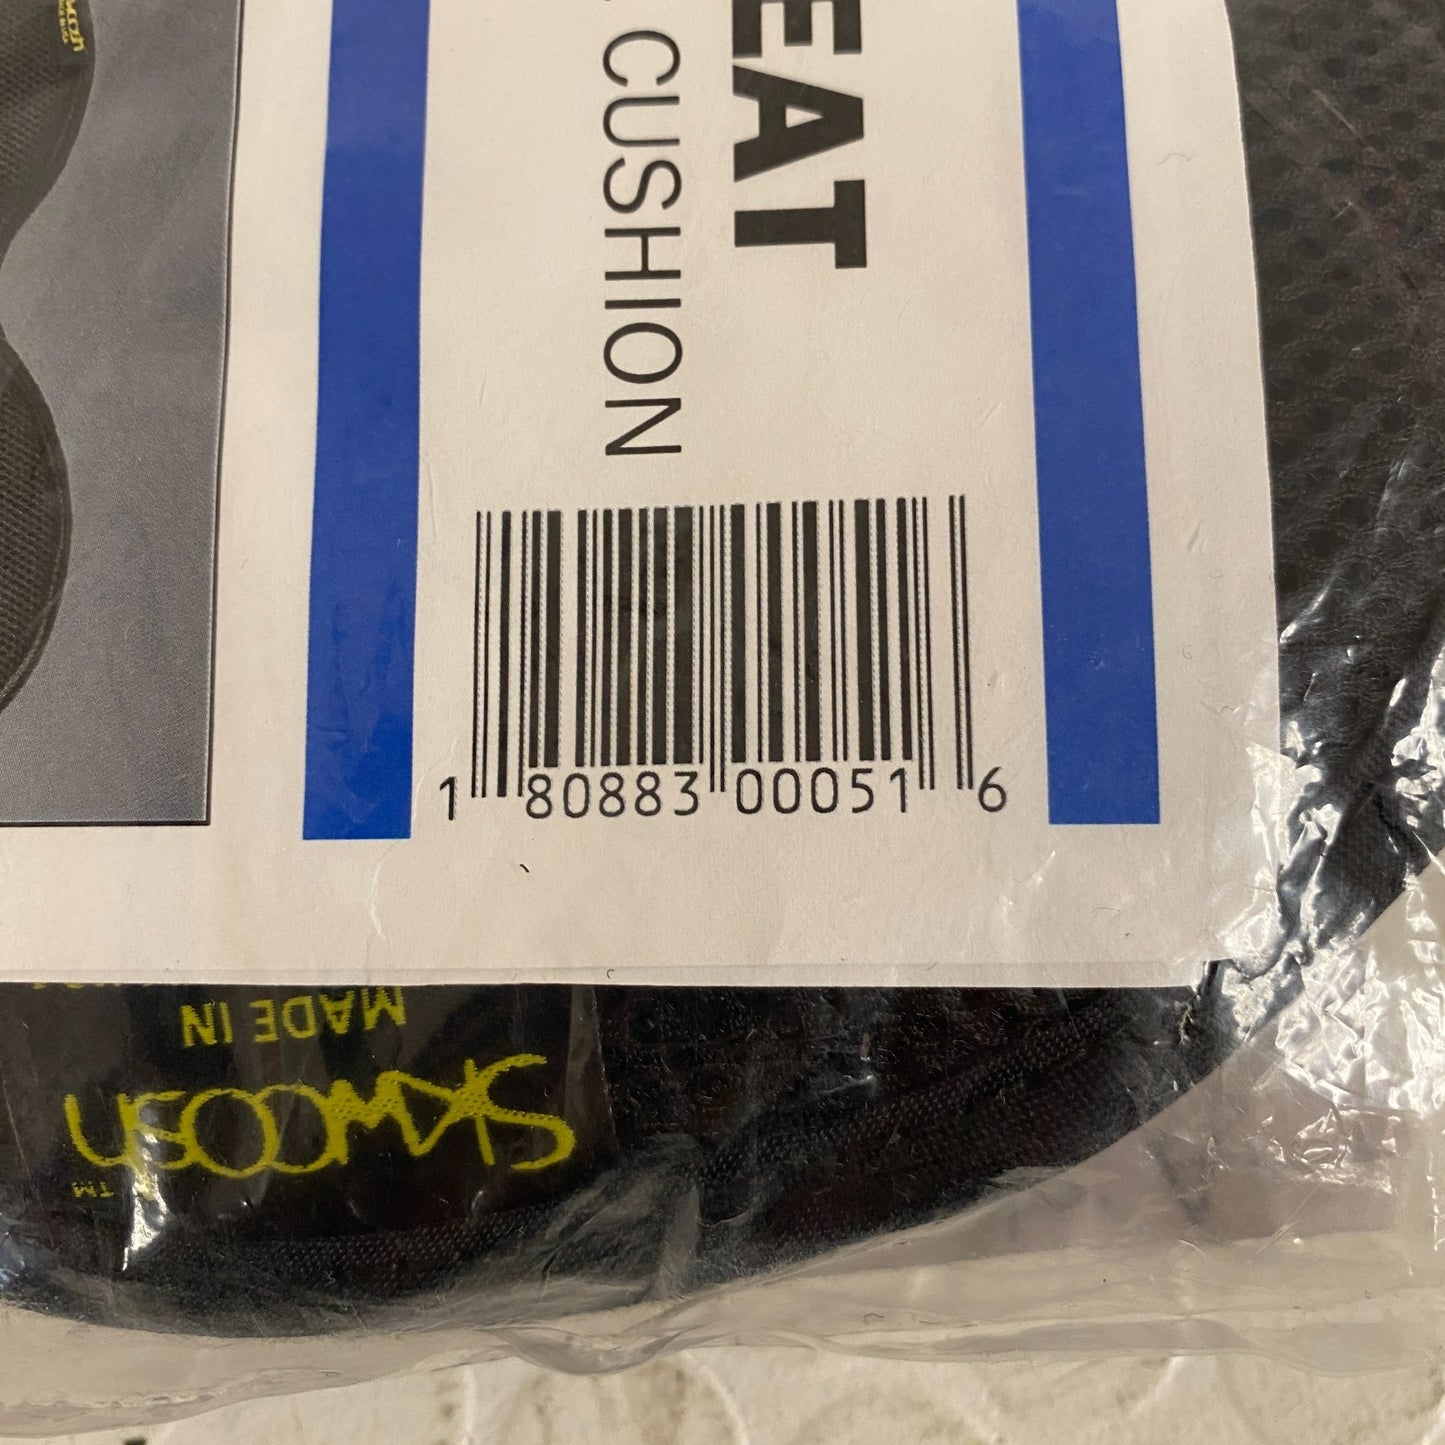 EAT
CUSHION
1 80883 00051 6
MADE IN
SKWOOSH
TM